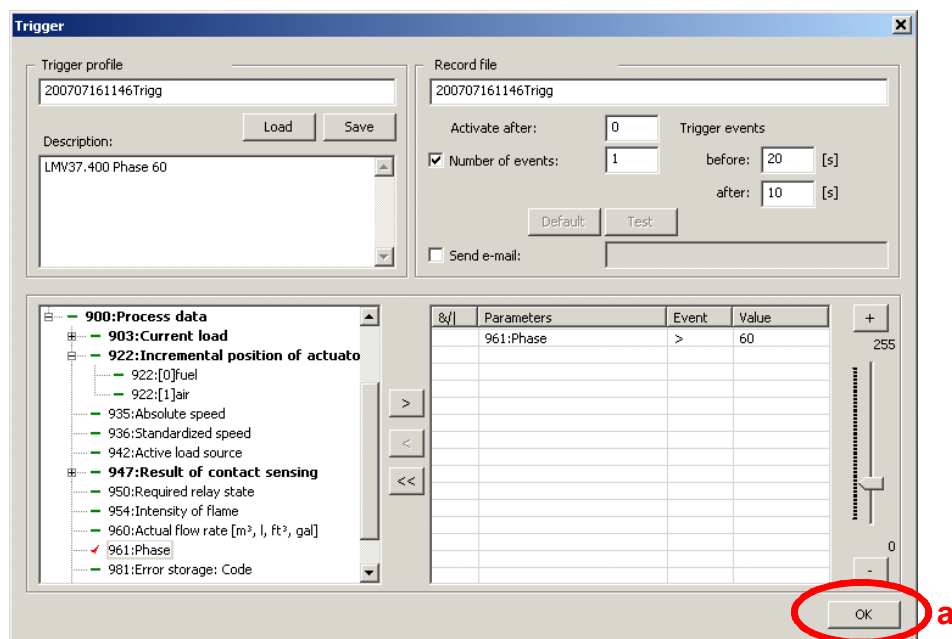 Trigger
Trigger profile
200707161146Trigg
Load Save
Description:
LMV37.400 Phase 60
Record file
200707161146Trigg
Activate after: 0 Trigger events
Number of events: 1 before: 20 [s]
after: 10 [s]
Default Test
Send e-mail:
900:Process data
903:Current load
922:Incremental position of actuato
922:[0]fuel
922:[1]air
935:Absolute speed
936:Standardized speed
942:Active load source
947:Result of contact sensing
950:Required relay state
954:Intensity of flame
960:Actual flow rate [m³, l, ft³, gal]
961:Phase
981:Error storage: Code
>
<
<<
&/| Parameters Event Value
961:Phase > 60
+
255
0
-
OK
a